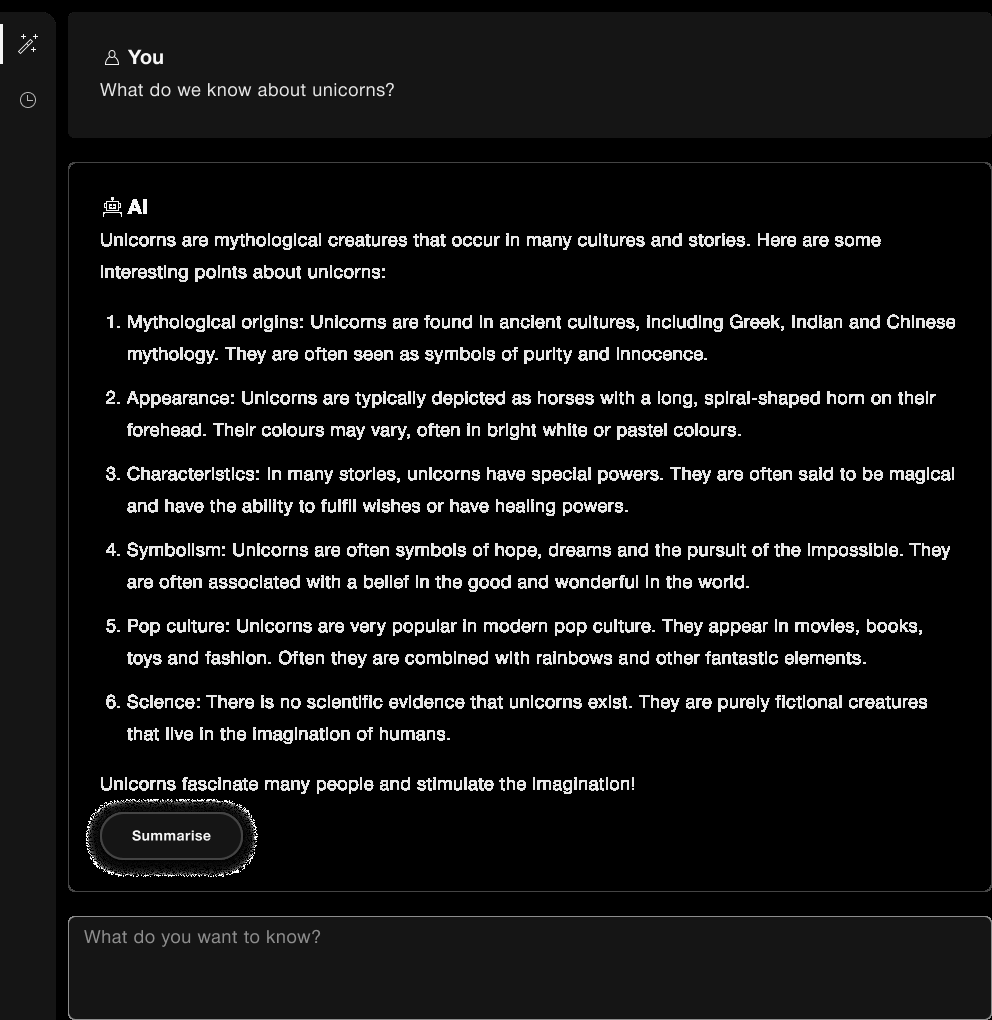 You
What do we know about unicorns?
AI
Unicorns are mythological creatures that occur in many cultures and stories. Here are some
interesting points about unicorns:
1. Mythological origins: Unicorns are found in ancient cultures, including Greek, Indian and Chinese
mythology. They are often seen as symbols of purity and innocence.
2. Appearance: Unicorns are typically depicted as horses with a long, spiral-shaped horn on their
forehead. Their colours may vary, often in bright white or pastel colours.
3. Characteristics: In many stories, unicorns have special powers. They are often said to be magical
and have the ability to fulfil wishes or have healing powers.
4. Symbolism: Unicorns are often symbols of hope, dreams and the pursuit of the impossible. They
are often associated with a belief in the good and wonderful in the world.
5. Pop culture: Unicorns are very popular in modern pop culture. They appear in movies, books,
toys and fashion. Often they are combined with rainbows and other fantastic elements.
6. Science: There is no scientific evidence that unicorns exist. They are purely fictional creatures
that live in the imagination of humans.
Unicorns fascinate many people and stimulate the imagination!
Summarise
What do you want to know?